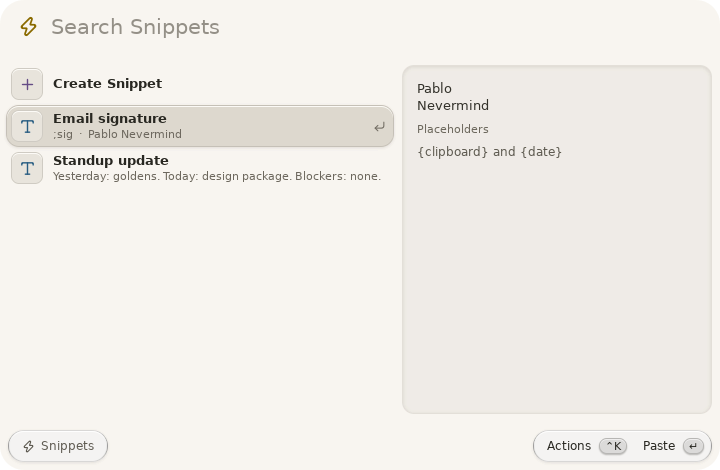 Search Snippets
Create Snippet
Email signature
;sig · Pablo Nevermind
Standup update
Yesterday: goldens. Today: design package. Blockers: none.
Pablo
Nevermind
Placeholders
{clipboard} and {date}
Snippets
Actions ^K Paste ↵